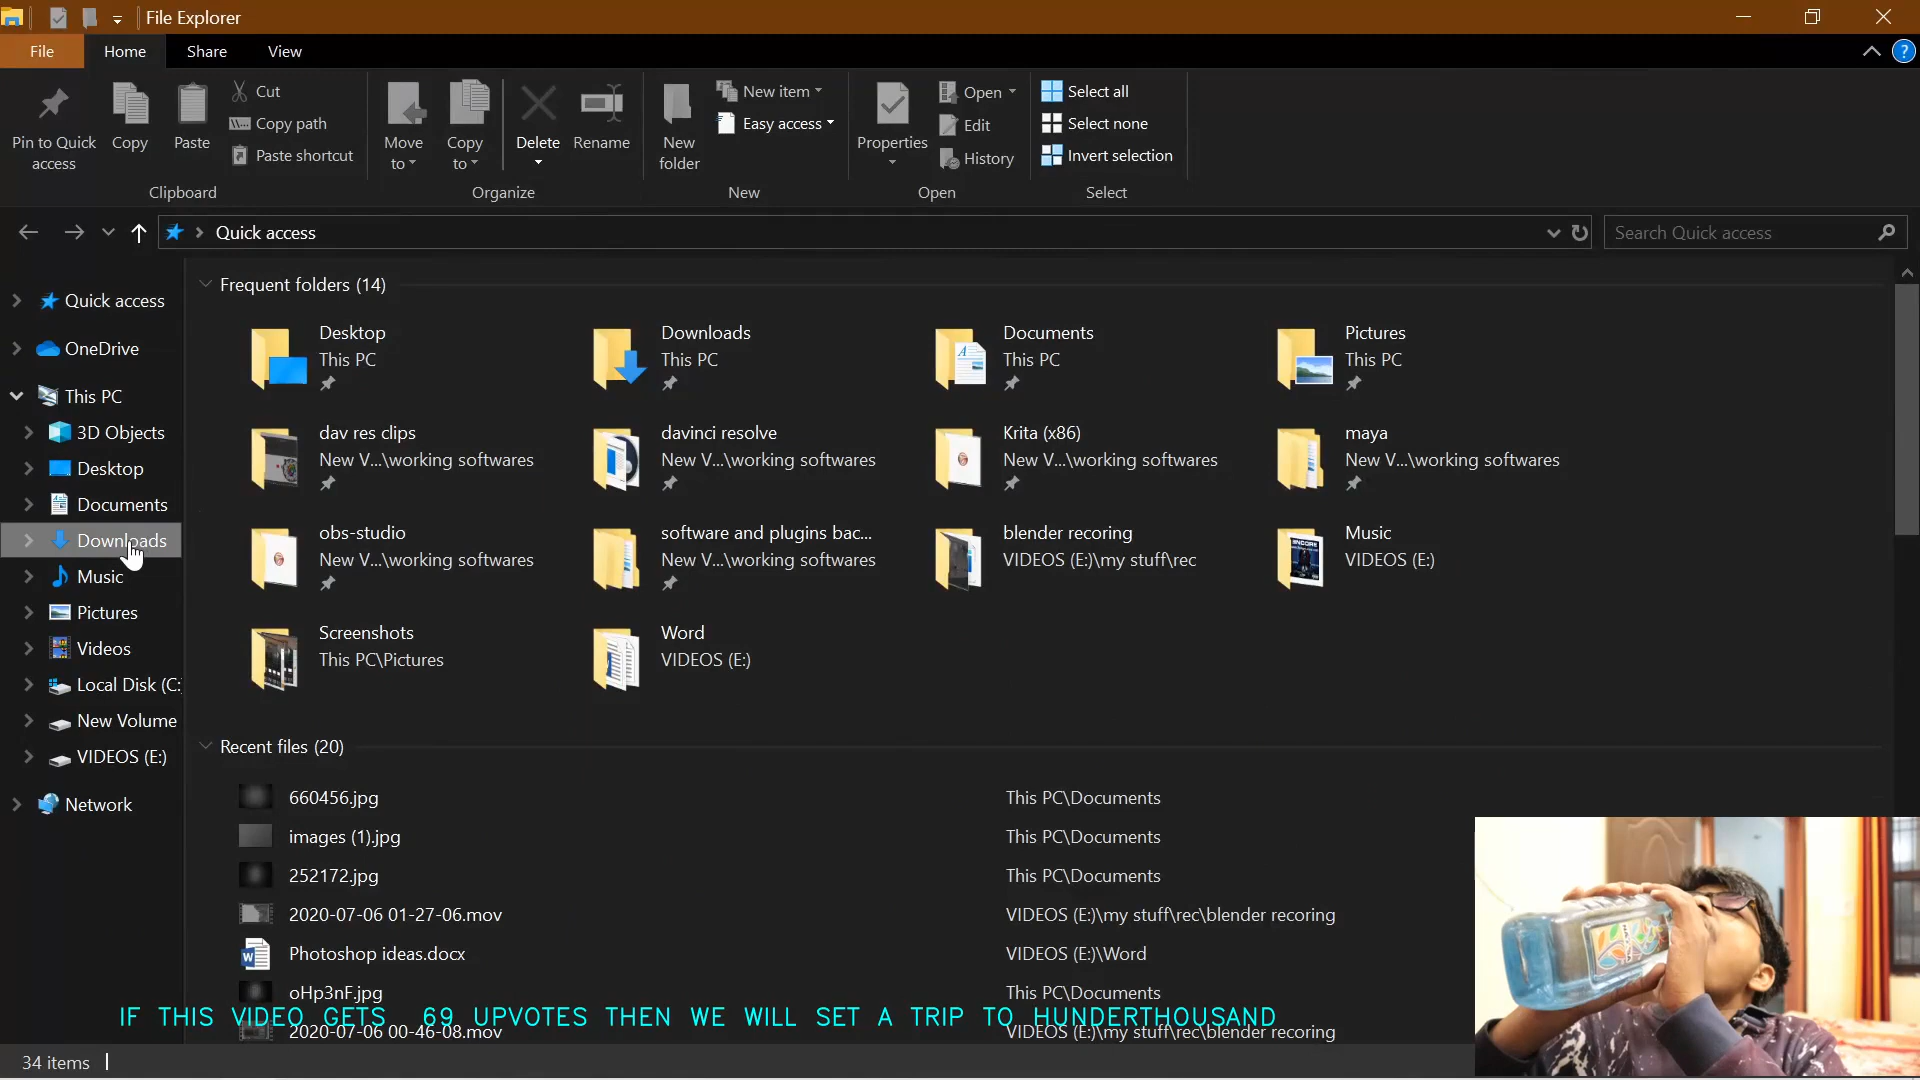 File Explorer
File Home Share View
Pin to Quick access
Copy
Paste
Cut
Copy path
Paste shortcut
Clipboard
Move to
Copy to
Delete
Rename
Organize
New folder
New item
Easy access
New
Properties
Open
Edit
History
Open
Select all
Select none
Invert selection
Select
Quick access
Search Quick access
Quick access
OneDrive
This PC
3D Objects
Desktop
Documents
Downloads
Music
Pictures
Videos
Local Disk (C:
New Volume
VIDEOS (E:)
Network
Frequent folders (14)
Desktop
This PC
Downloads
This PC
Documents
This PC
Pictures
This PC
dav res clips
New V...\working softwares
davinci resolve
New V...\working softwares
Krita (x86)
New V...\working softwares
maya
New V...\working softwares
obs-studio
New V...\working softwares
software and plugins bac...
New V...\working softwares
blender recoring
VIDEOS (E:)\my stuff\rec
Music
VIDEOS (E:)
Screenshots
This PC\Pictures
Word
VIDEOS (E:)
Recent files (20)
660456.jpg This PC\Documents
images (1).jpg This PC\Documents
252172.jpg This PC\Documents
2020-07-06 01-27-06.mov VIDEOS (E:)\my stuff\rec\blender recoring
Photoshop ideas.docx VIDEOS (E:)\Word
oHp3nF.jpg This PC\Documents
IF THIS VIDEO GETS 69 UPVOTES THEN WE WILL SET A TRIP TO HUNDERTHOUSAND
2020-07-06 00-46-08.mov VIDEOS (E:)\my stuff\rec\blender recoring
34 items